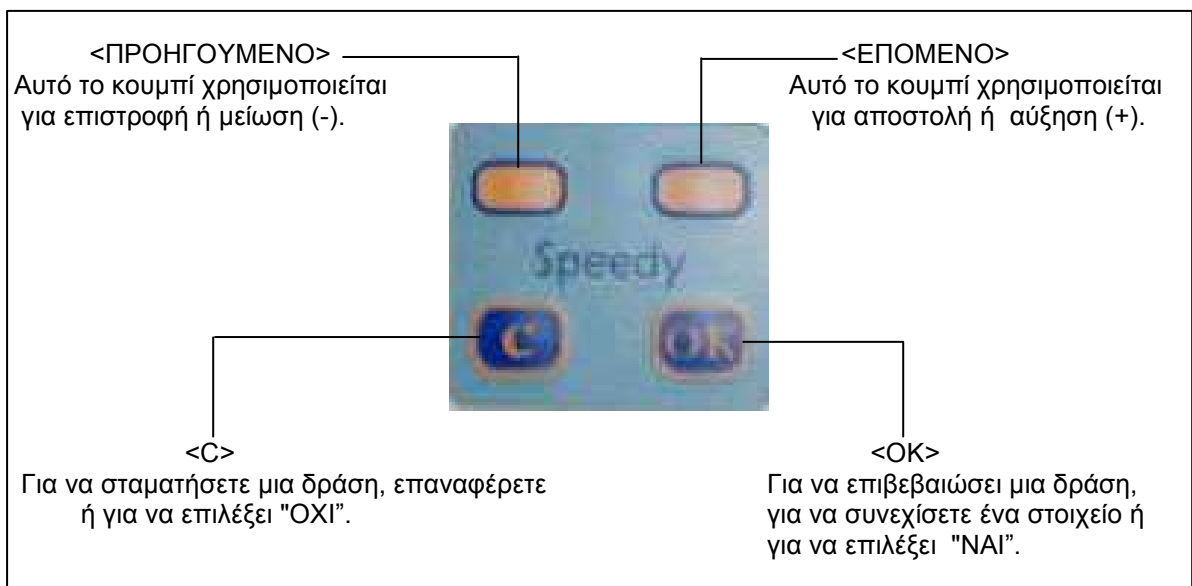 <ΠΡΟΗΓΟΥΜΕΝΟ>
Αυτό το κουμπί χρησιμοποιείται
για επιστροφή ή μείωση (-).
<ΕΠΟΜΕΝΟ>
Αυτό το κουμπί χρησιμοποιείται
για αποστολή ή αύξηση (+).
Speedy
C
OK
<C>
Για να σταματήσετε μια δράση, επαναφέρετε
ή για να επιλέξει "ΟΧΙ”.
<OK>
Για να επιβεβαιώσει μια δράση,
για να συνεχίσετε ένα στοιχείο ή
για να επιλέξει "ΝΑΙ”.